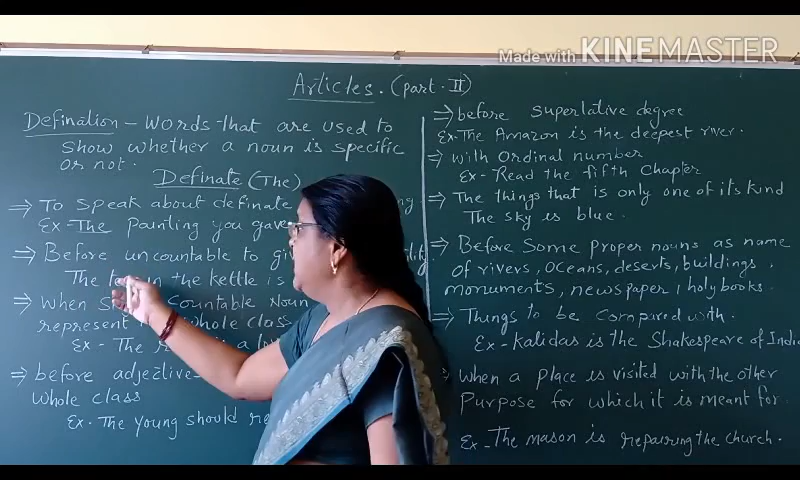 Made with KINEMASTER
Articles. (part-II)
Defination - words that are used to
show whether a noun is specific
or not.
Definate (The)
⇒ To speak about definate
Ex - The Painting you gave
⇒ Before uncountable to
The in the kettle is
⇒ when Countable Noun
represent whole class
Ex - The is a
⇒ before adjective
whole class
Ex. The young should
⇒ before superlative degree
Ex-The Amazon is the deepest river.
⇒ with ordinal number
Ex - Read the fifth Chapter
⇒ The things that is only one of its kind
The sky is blue.
⇒ Before Some proper nouns as name
of rivers, oceans, deserts, buildings,
monuments, newspaper, holy books.
⇒ Things to be compared with.
Ex - Kalidas is the Shakespeare of India
⇒ When a place is visited with the other
Purpose for which it is meant for.
Ex - The mason is repairing the church.